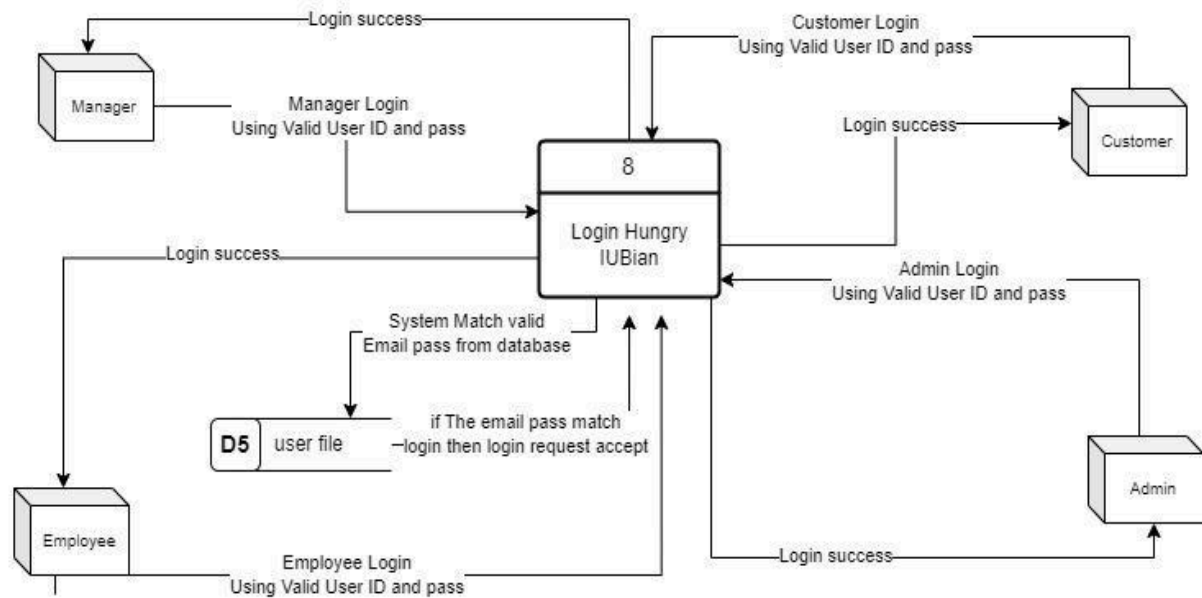 Login success
Customer Login
Using Valid User ID and pass
Manager
Manager Login
Using Valid User ID and pass
Login success
Customer
8
Login Hungry
IUBian
Login success
Admin Login
Using Valid User ID and pass
System Match valid
Email pass from database
D5
user file
if The email pass match
login then login request accept
Admin
Employee
Employee Login
Using Valid User ID and pass
Login success